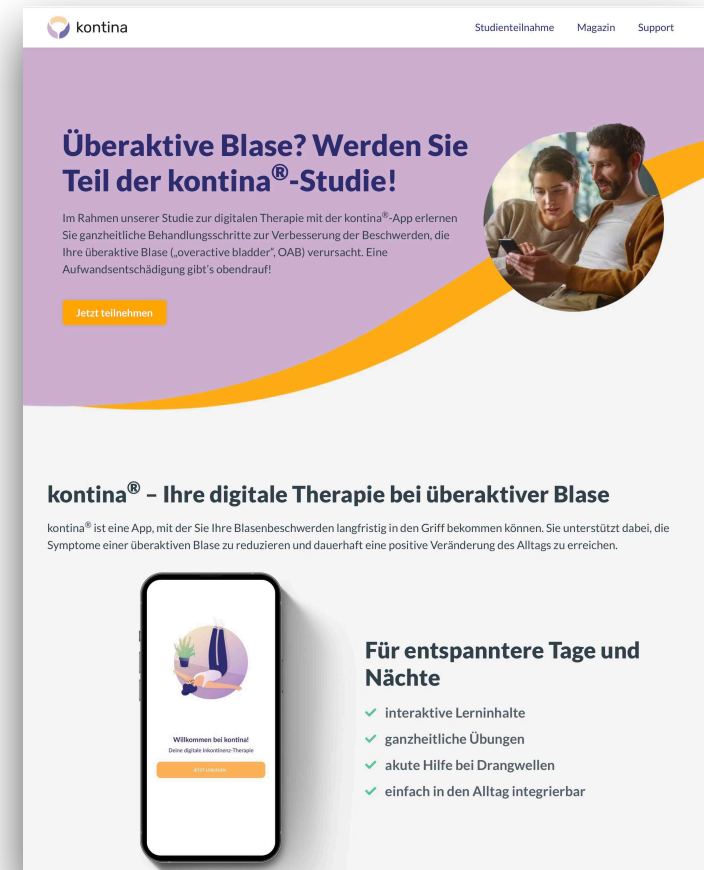 kontina
Studienteilnahme Magazin Support
Überaktive Blase? Werden Sie
Teil der kontina®-Studie!
Im Rahmen unserer Studie zur digitalen Therapie mit der kontina®-App erlernen
Sie ganzheitliche Behandlungsschritte zur Verbesserung der Beschwerden, die
Ihre überaktive Blase („overactive bladder“, OAB) verursacht. Eine
Aufwandsentschädigung gibt's obendrauf!
Jetzt teilnehmen
kontina® – Ihre digitale Therapie bei überaktiver Blase
kontina® ist eine App, mit der Sie Ihre Blasenbeschwerden langfristig in den Griff bekommen können. Sie unterstützt dabei, die
Symptome einer überaktiven Blase zu reduzieren und dauerhaft eine positive Veränderung des Alltags zu erreichen.
Willkommen bei kontina!
Deine digitale Inkontinenz-Therapie
Für entspanntere Tage und
Nächte
interaktive Lerninhalte
ganzheitliche Übungen
akute Hilfe bei Drangwellen
einfach in den Alltag integrierbar